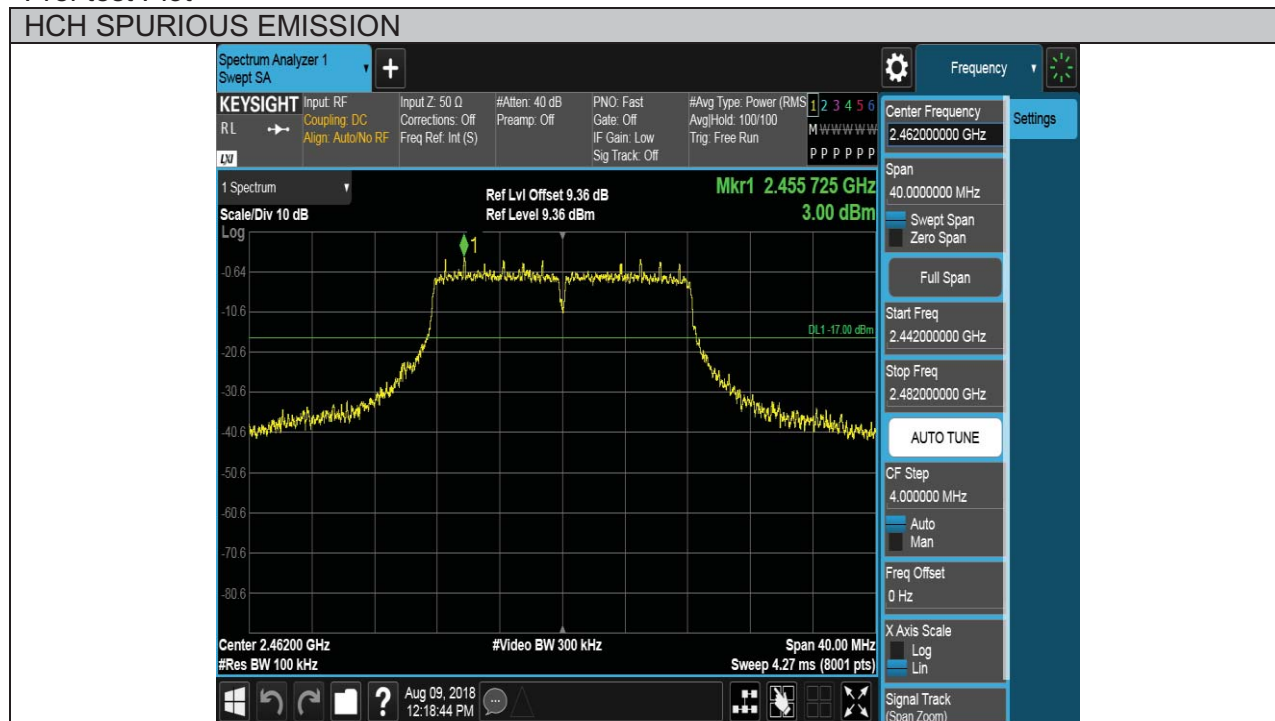 HCH SPURIOUS EMISSION
Spectrum Analyzer 1
Swept SA
Frequency
KEYSIGHT
RL
LXI
Input: RF
Coupling: DC
Align: Auto/No RF
Input Z: 50 Ω
Corrections: Off
Freq Ref: Int (S)
#Atten: 40 dB
Preamp: Off
PNO: Fast
Gate: Off
IF Gain: Low
Sig Track: Off
#Avg Type: Power (RMS
Avg|Hold: 100/100
Trig: Free Run
1 2 3 4 5 6
M W W W W W
P P P P P P
Center Frequency
2.462000000 GHz
Settings
Span
40.0000000 MHz
Swept Span
Zero Span
Full Span
Start Freq
2.442000000 GHz
Stop Freq
2.482000000 GHz
AUTO TUNE
CF Step
4.000000 MHz
Auto
Man
Freq Offset
0 Hz
X Axis Scale
Log
Lin
Signal Track
(Span Zoom)
1 Spectrum
Scale/Div 10 dB
Ref Lvl Offset 9.36 dB
Ref Level 9.36 dBm
Mkr1 2.455 725 GHz
3.00 dBm
Log
1
-0.64
-10.6
DL1 -17.00 dBm
-20.6
-30.6
-40.6
-50.6
-60.6
-70.6
-80.6
Center 2.46200 GHz
#Video BW 300 kHz
Span 40.00 MHz
#Res BW 100 kHz
Sweep 4.27 ms (8001 pts)
?
Aug 09, 2018
12:18:44 PM